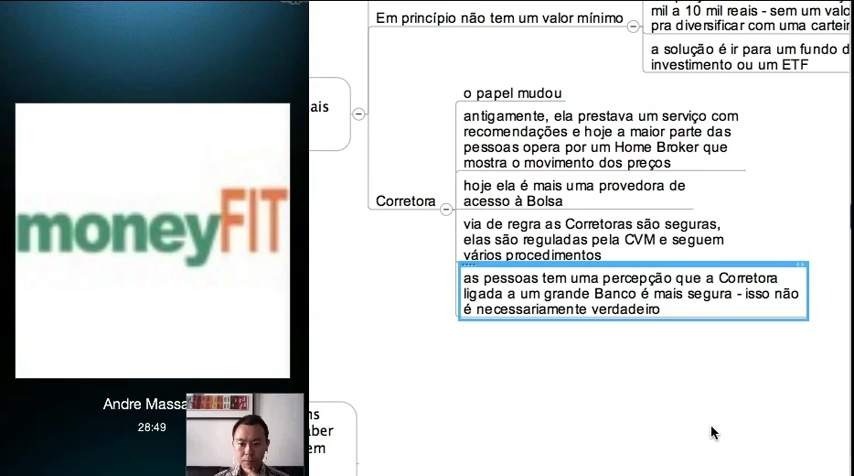 moneyFIT
Andre Massa
28:49
ais
ns
aber
em
Em princípio não tem um valor mínimo
mil a 10 mil reais - sem um valo
pra diversificar com uma carteir
a solução é ir para um fundo d
investimento ou um ETF
Corretora
o papel mudou
antigamente, ela prestava um serviço com
recomendações e hoje a maior parte das
pessoas opera por um Home Broker que
mostra o movimento dos preços
hoje ela é mais uma provedora de
acesso à Bolsa
via de regra as Corretoras são seguras,
elas são reguladas pela CVM e seguem
vários procedimentos
as pessoas tem uma percepção que a Corretora
ligada a um grande Banco é mais segura - isso não
é necessariamente verdadeiro